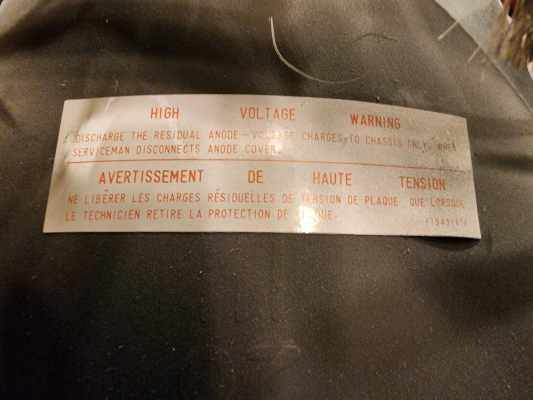 HIGH VOLTAGE WARNING
DISCHARGE THE RESIDUAL ANODE-VOLTAGE CHARGES TO CHASSIS ONLY, WHEN
SERVICEMAN DISCONNECTS ANODE COVER.
AVERTISSEMENT DE HAUTE TENSION
NE LIBÉRER LES CHARGES RÉSIDUELLES DE TENSION DE PLAQUE QUE LORSQUE
LE TECHNICIEN RETIRE LA PROTECTION DE PLAQUE.